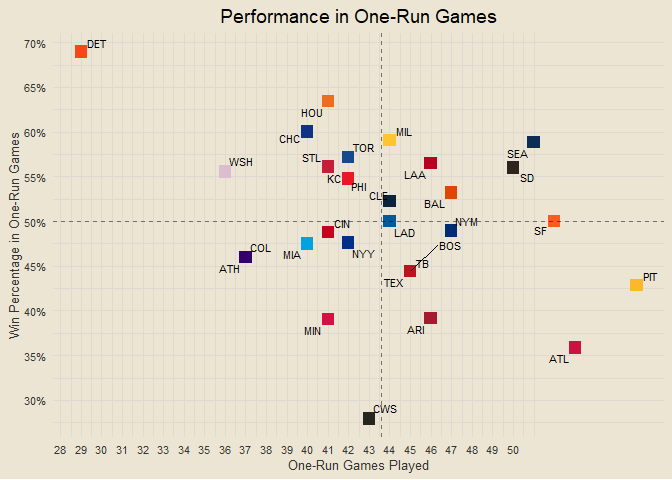 Performance in One-Run Games
70%
DET
65%
HOU
60%
CHC
MIL
TOR
SEA
WSH
STL
LAA
SD
55%
KC
PHI
CLE
BAL
50%
CIN
LAD
NYM
SF
COL
MIA
NYY
BOS
45%
ATH
TB
TEX
PIT
40%
MIN
ARI
ATL
35%
30%
CWS
Win Percentage in One-Run Games
28 29 30 31 32 33 34 35 36 37 38 39 40 41 42 43 44 45 46 47 48 49 50
One-Run Games Played